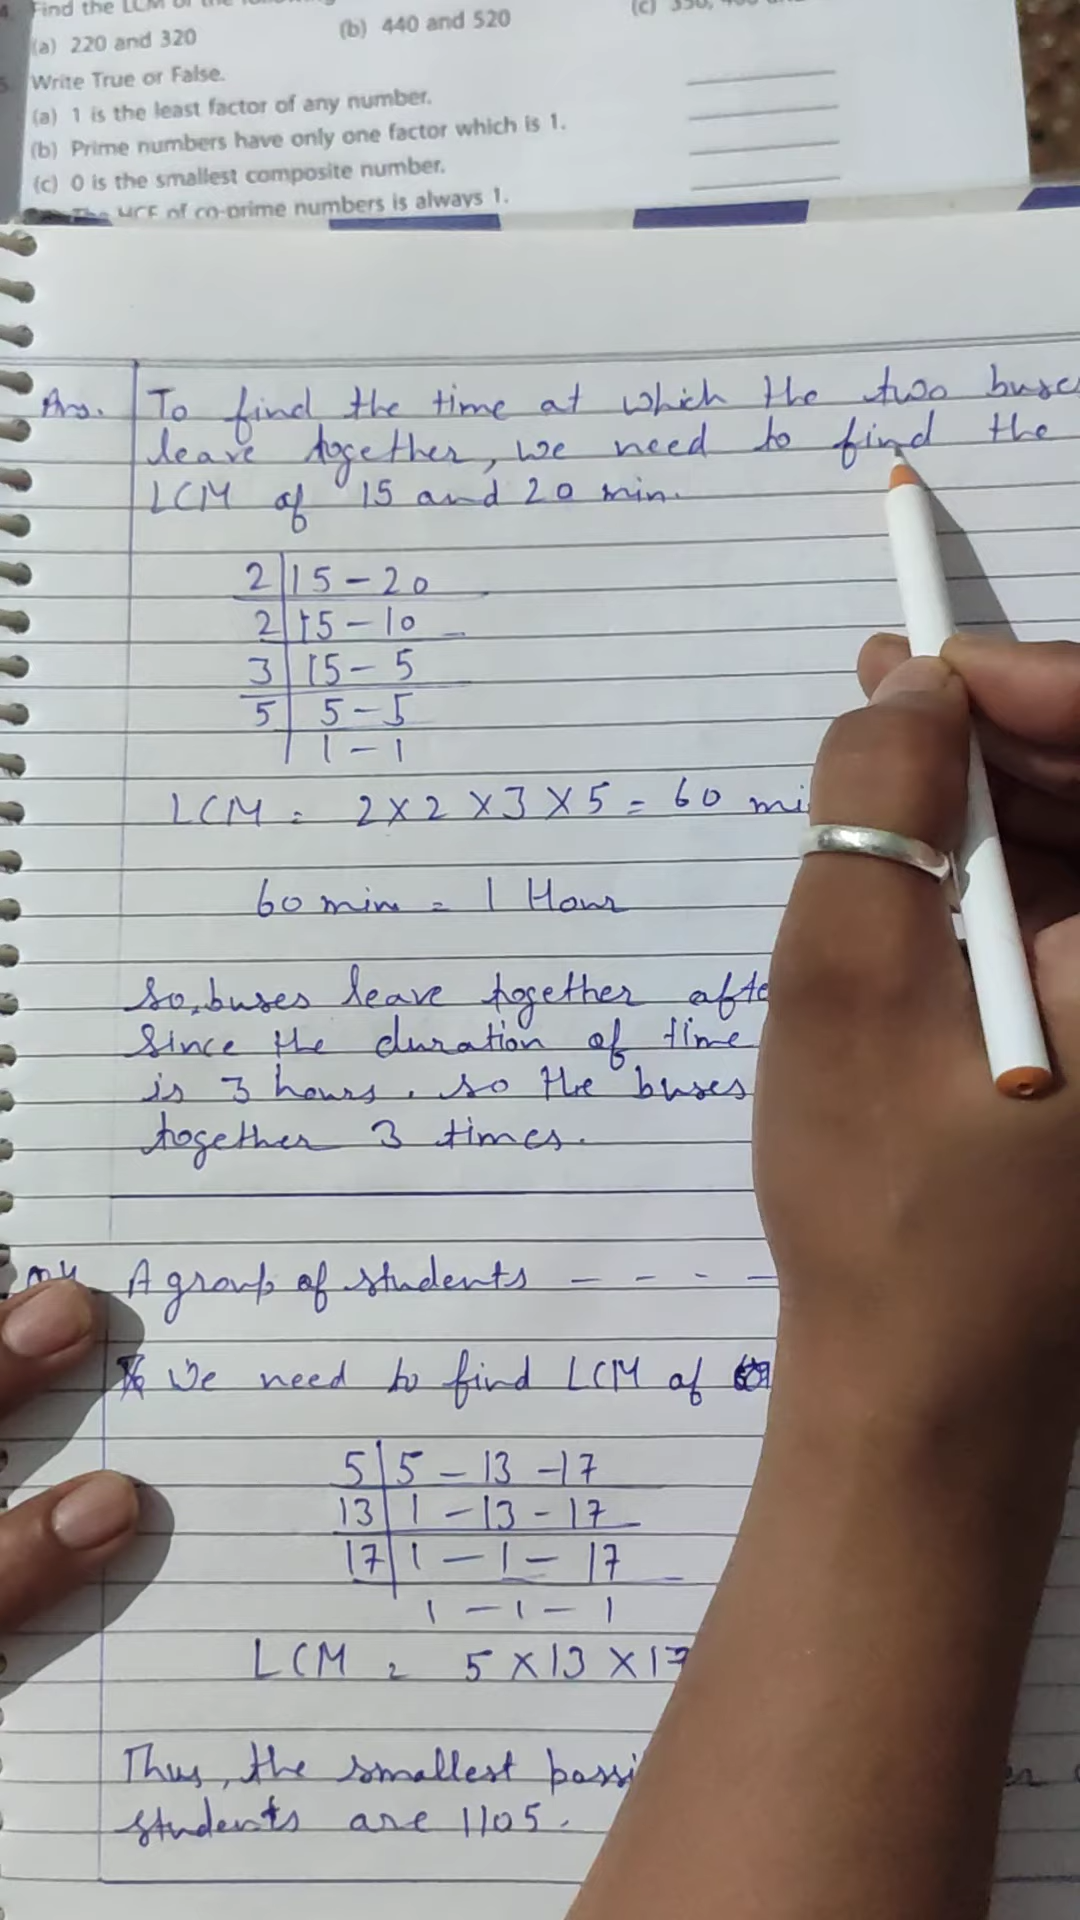 4. Find the LCM of the
(a) 220 and 320
(b) 440 and 520
(c)
5. Write True or False.
(a) 1 is the least factor of any number.
(b) Prime numbers have only one factor which is 1.
(c) 0 is the smallest composite number.
The HCF of co-prime numbers is always 1.
Ans. To find the time at which the two buses
leave together, we need to find the
LCM of 15 and 20 min.
2 | 15 - 20
2 | 15 - 10
3 | 15 - 5
5 | 5 - 5
| 1 - 1
LCM = 2 × 2 × 3 × 5 = 60
60 min = 1 Hour
So, buses leave together
Since the duration of time
is 3 hours. so the buses
together 3 times.
A group of students - - - -
We need to find LCM of
5 | 5 - 13 - 17
13 | 1 - 13 - 17
17 | 1 - 1 - 17
1 - 1 - 1
LCM = 5 × 13 × 17
Thus, the smallest
students are 1105.